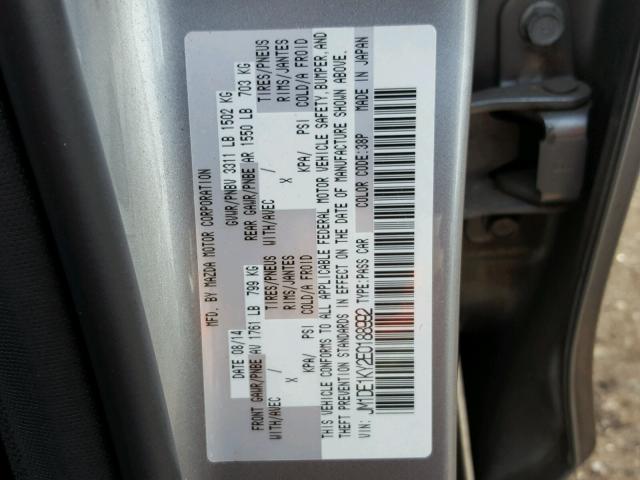 MFD. BY MAZDA MOTOR CORPORATION
DATE 08/14 GVWR/PNBV 3311 LB 1502 KG
FRONT GAWR/PNBE AV 1761 LB 799 KG REAR GAWR/PNBE AR 1550 LB 703 KG
WITH/AVEC / TIRES/PNEUS WITH/AVEC / TIRES/PNEUS
X RIMS/JANTES X RIMS/JANTES
KPA/ PSI COLD/A FROID KPA/ PSI COLD/A FROID
THIS VEHICLE CONFORMS TO ALL APPLICABLE FEDERAL MOTOR VEHICLE SAFETY, BUMPER, AND
THEFT PREVENTION STANDARDS IN EFFECT ON THE DATE OF MANUFACTURE SHOWN ABOVE.
VIN: JM1DE1KY2E0188992 TYPE:PASS CAR COLOR CODE:38P MADE IN JAPAN